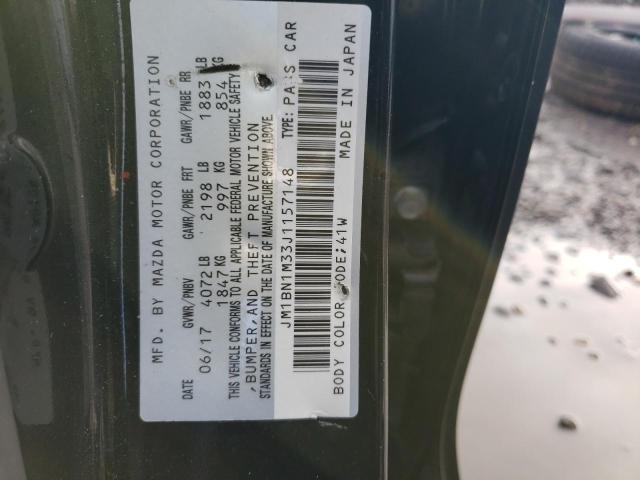 MFD. BY MAZDA MOTOR CORPORATION
DATE GVWR/PNBV GAWR/PNBE FRT GAWR/PNBE RR
06/17 4072 LB 2198 LB 1883 LB
1847 KG 997 KG 854 KG
THIS VEHICLE CONFORMS TO ALL APPLICABLE FEDERAL MOTOR VEHICLE SAFETY
,BUMPER,AND THEFT PREVENTION
STANDARDS IN EFFECT ON THE DATE OF MANUFACTURE SHOWN ABOVE.
JM1BN1M33J1157148 TYPE: PASS CAR
BODY COLOR CODE;41W MADE IN JAPAN